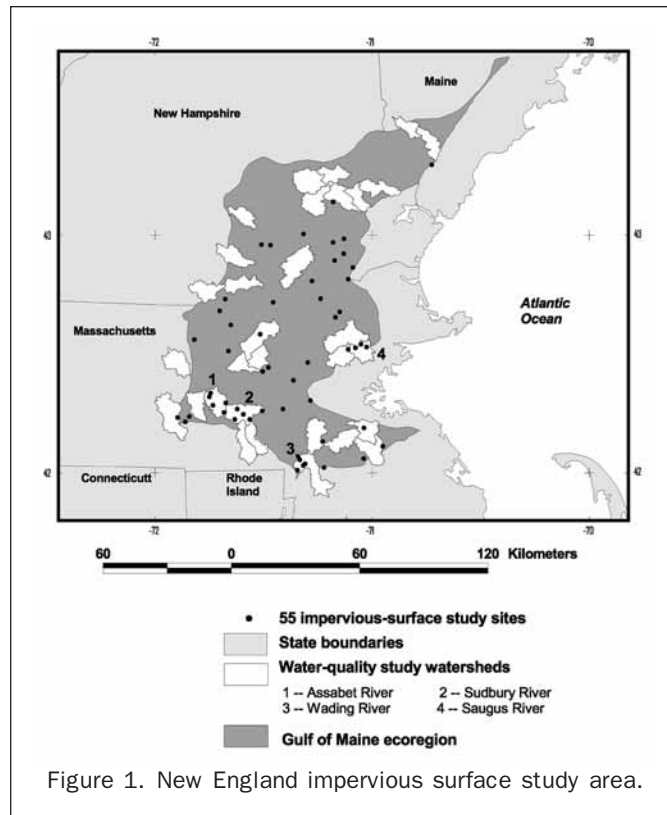 -72 -71 -70
Maine
New Hampshire
43 43
Atlantic
Ocean
Massachusetts
4
1
2
3
42 42
Connecticutt
Rhode
Island
-72 -71 -70
60 0 60 120 Kilometers
55 impervious-surface study sites
State boundaries
Water-quality study watersheds
1 -- Assabet River 2 -- Sudbury River
3 -- Wading River 4 -- Saugus River
Gulf of Maine ecoregion
Figure 1. New England impervious surface study area.